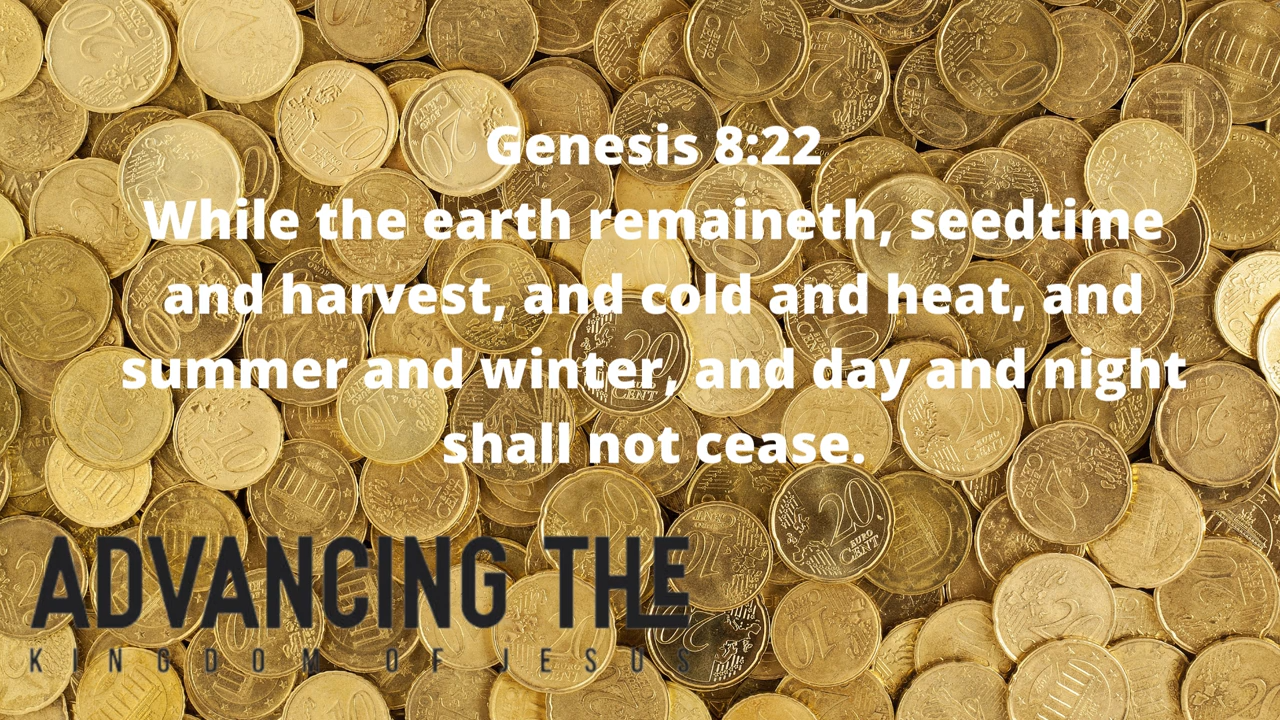 Genesis 8:22
While the earth remaineth, seedtime
and harvest, and cold and heat, and
summer and winter, and day and night
shall not cease.
ADVANCING THE
KINGDOM OF JESUS